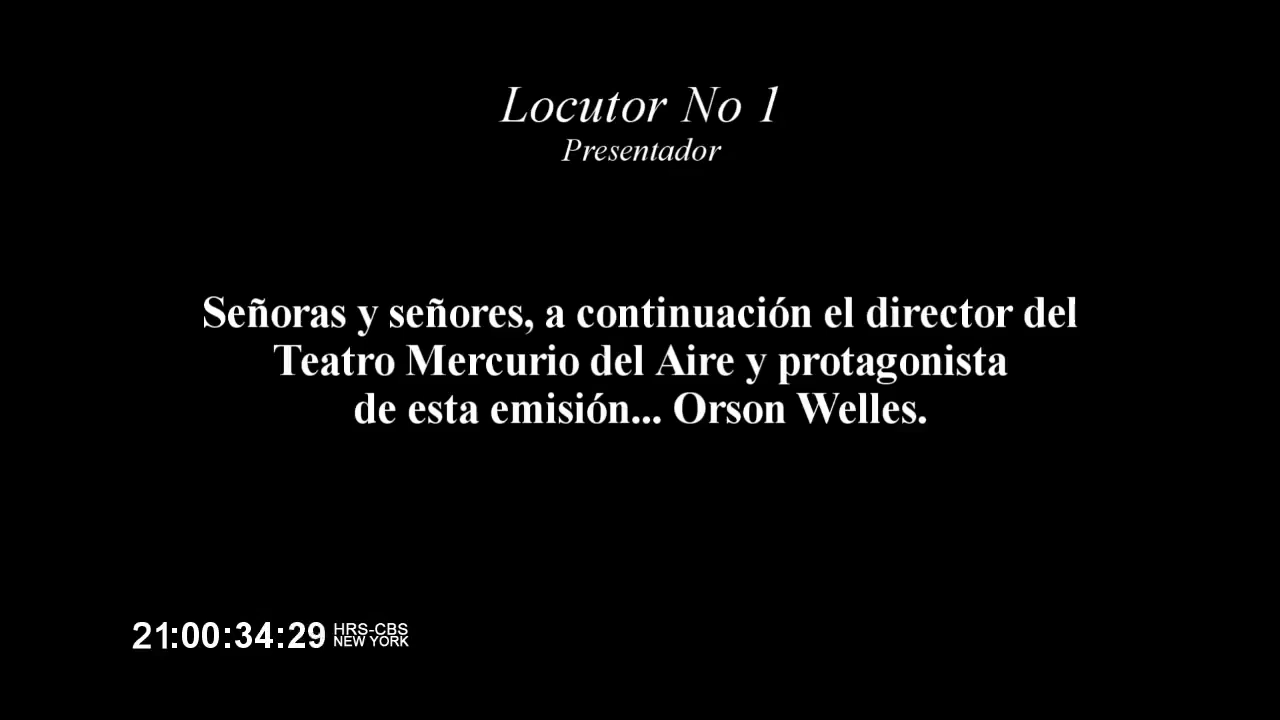 Locutor No 1
Presentador
Señoras y señores, a continuación el director del
Teatro Mercurio del Aire y protagonista
de esta emisión... Orson Welles.
21:00:34:29 HRS-CBS
NEW YORK